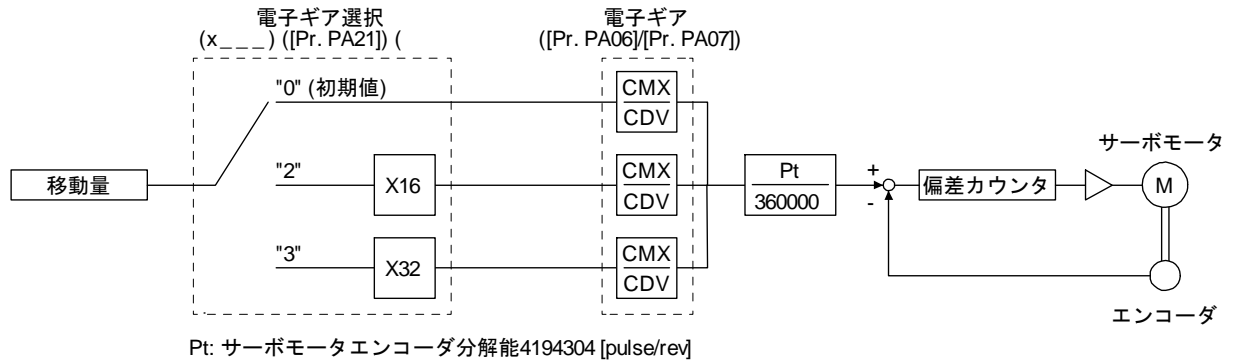 電子ギア選択
(x___) ([Pr. PA21]) (
電子ギア
([Pr. PA06]/[Pr. PA07])
"0" (初期値)
CMX
CDV
サーボモータ
移動量
"2"
X16
CMX
CDV
Pt
360000
+
-
偏差カウンタ
M
"3"
X32
CMX
CDV
エンコーダ
Pt: サーボモータエンコーダ分解能4194304 [pulse/rev]